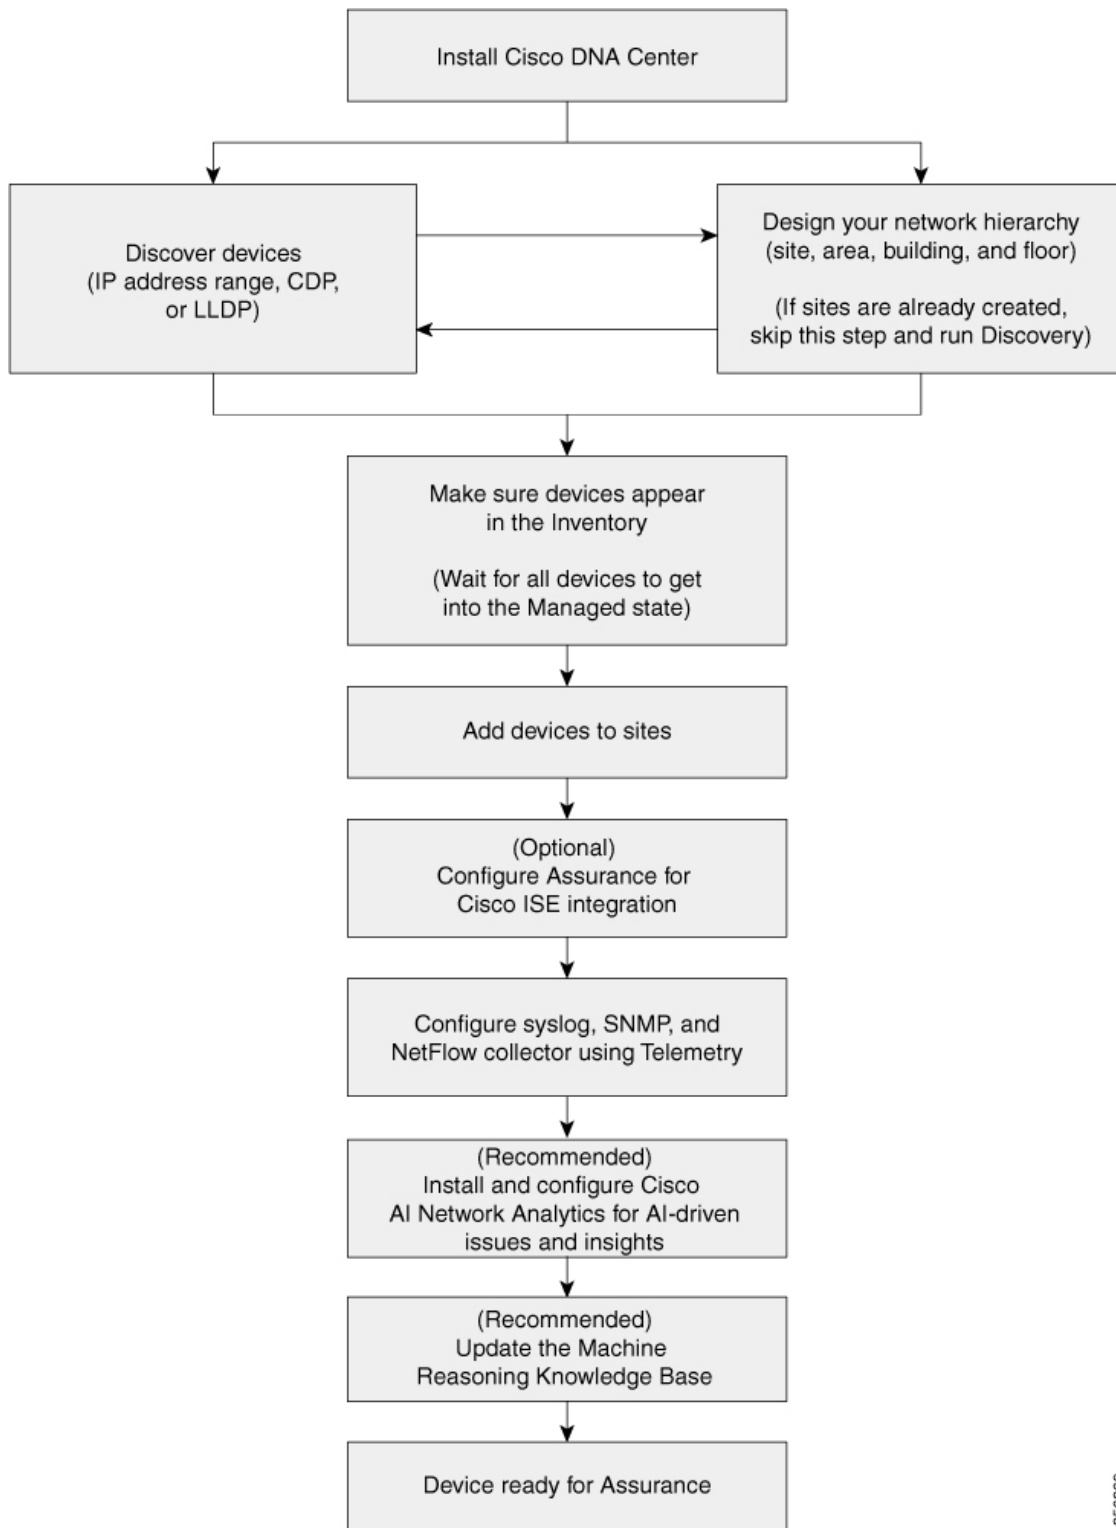 Install Cisco DNA Center
Discover devices
(IP address range, CDP,
or LLDP)
Design your network hierarchy
(site, area, building, and floor)
(If sites are already created,
skip this step and run Discovery)
Make sure devices appear
in the Inventory
(Wait for all devices to get
into the Managed state)
Add devices to sites
(Optional)
Configure Assurance for
Cisco ISE integration
Configure syslog, SNMP, and
NetFlow collector using Telemetry
(Recommended)
Install and configure Cisco
AI Network Analytics for AI-driven
issues and insights
(Recommended)
Update the Machine
Reasoning Knowledge Base
Device ready for Assurance